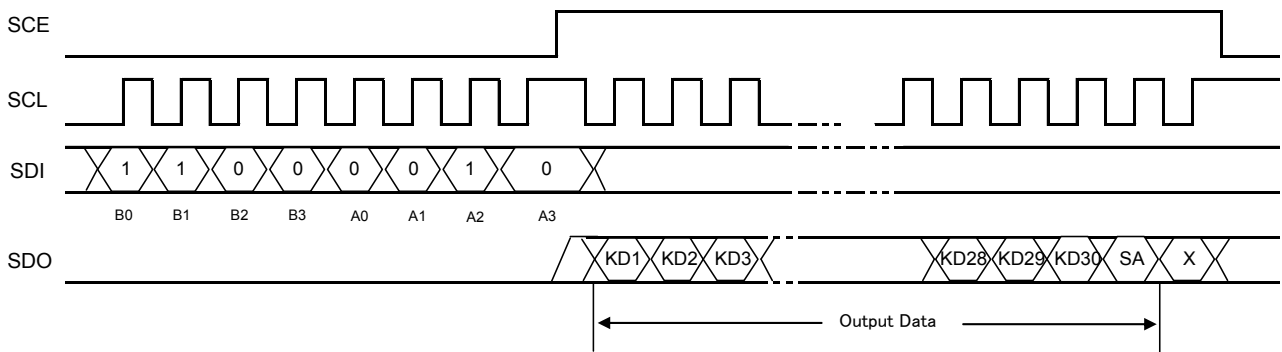 SCE
SCL
SDI 1 1 0 0 0 0 1 0
B0 B1 B2 B3 A0 A1 A2 A3
SDO KD1 KD2 KD3 KD28 KD29 KD30 SA X
Output Data